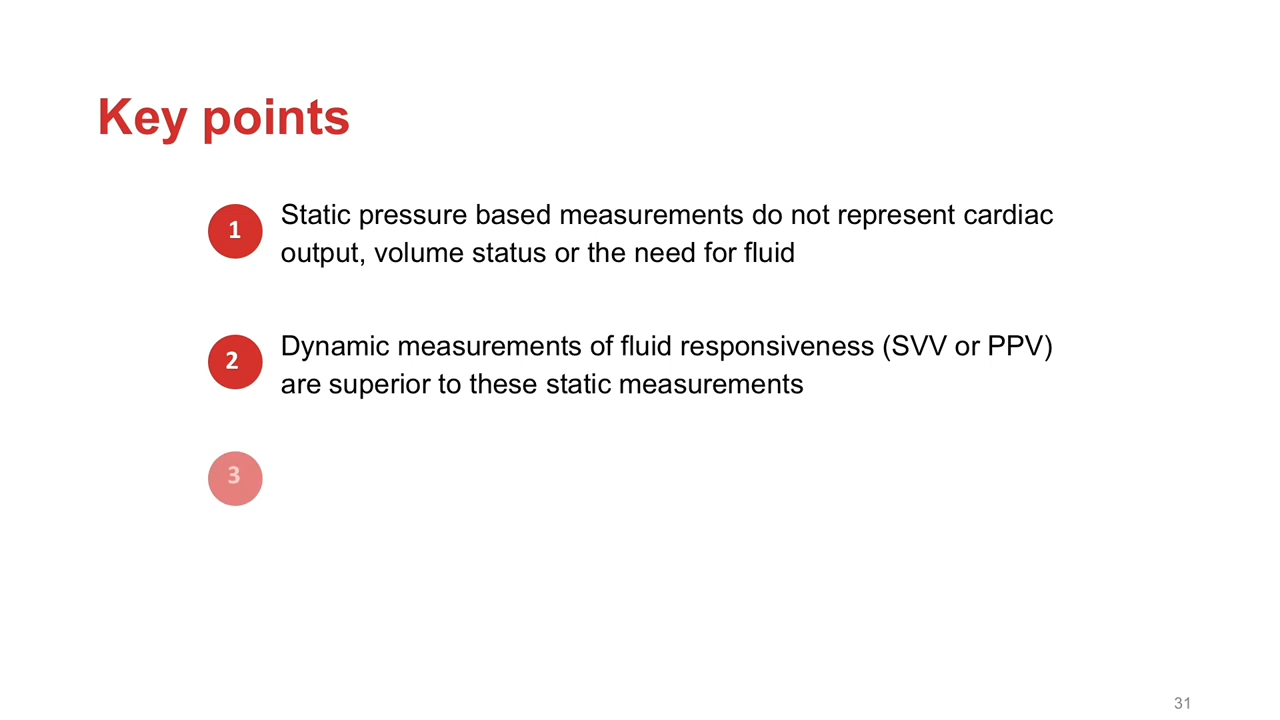 Key points
1
Static pressure based measurements do not represent cardiac
output, volume status or the need for fluid
2
Dynamic measurements of fluid responsiveness (SVV or PPV)
are superior to these static measurements
3
31